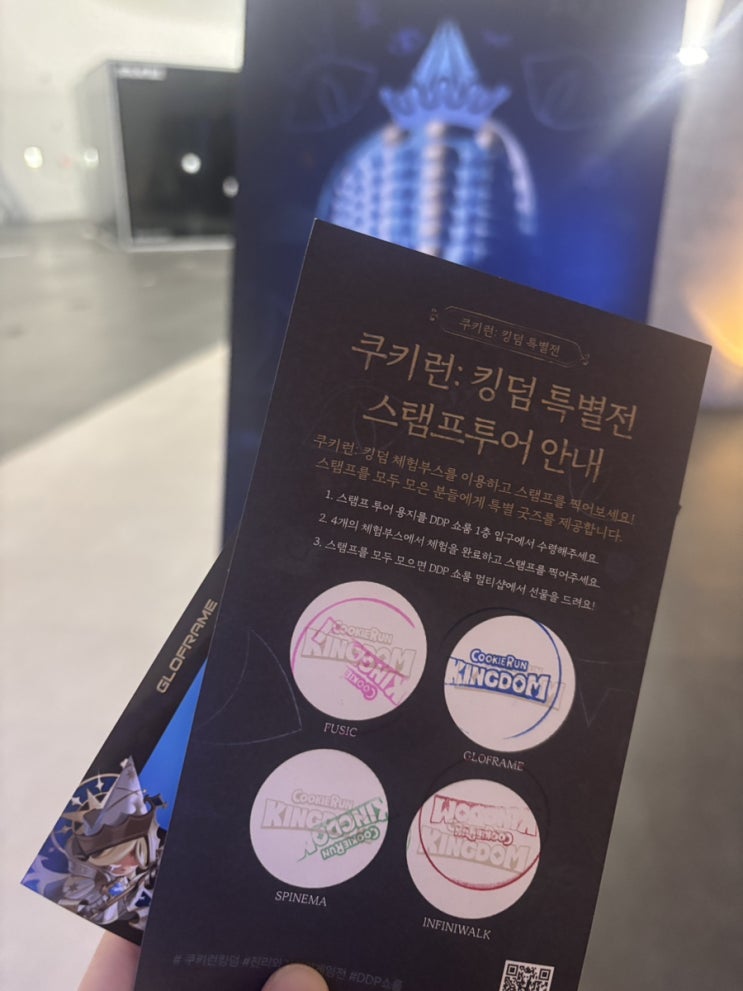 쿠키런: 킹덤 특별전
쿠키런: 킹덤 특별전
스탬프투어 안내
쿠키런: 킹덤 체험부스를 이용하고 스탬프를 찍어보세요!
스탬프를 모두 모은 분들에게 특별 굿즈를 제공합니다.
1. 스탬프 투어 용지를 DDP 쇼룸 1층 입구에서 수령해주세요
2. 4개의 체험부스에서 체험을 완료하고 스탬프를 찍어주세요
3. 스탬프를 모두 모으면 DDP 쇼룸 멀티샵에서 선물을 드려요!
COOKIERUN
KINGDOM
COOKIE
FUSIC
COOKIERUN
KINGDOM
GLOFRAME
COOKIERUN
KINGDOM
KINGDOM
COOKIERUN
SPINEMA
KINGDOM
COOKIE
KINGDOM
INFINIWALK
#쿠키런킹덤 #DDP쇼룸
GLOFRAME